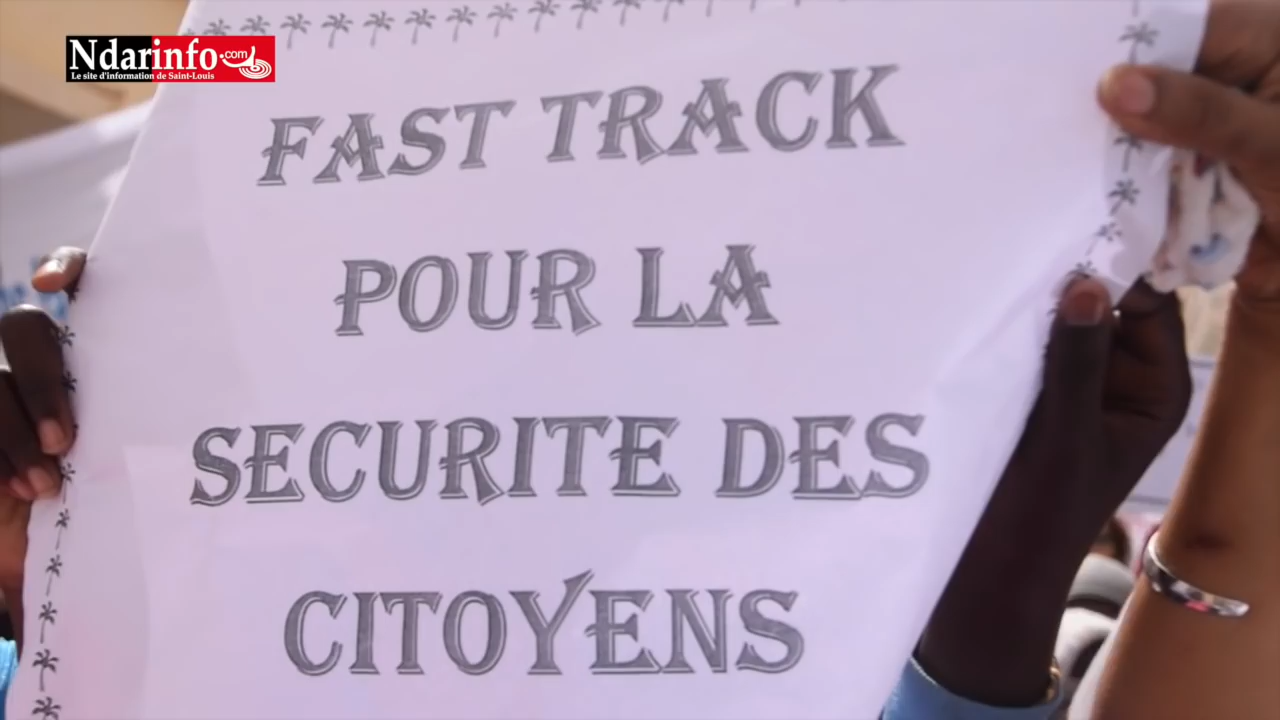 Ndarinfo.com
Le site d'information de Saint-Louis
FAST TRACK
POUR LA
SECURITE DES
CITOYENS